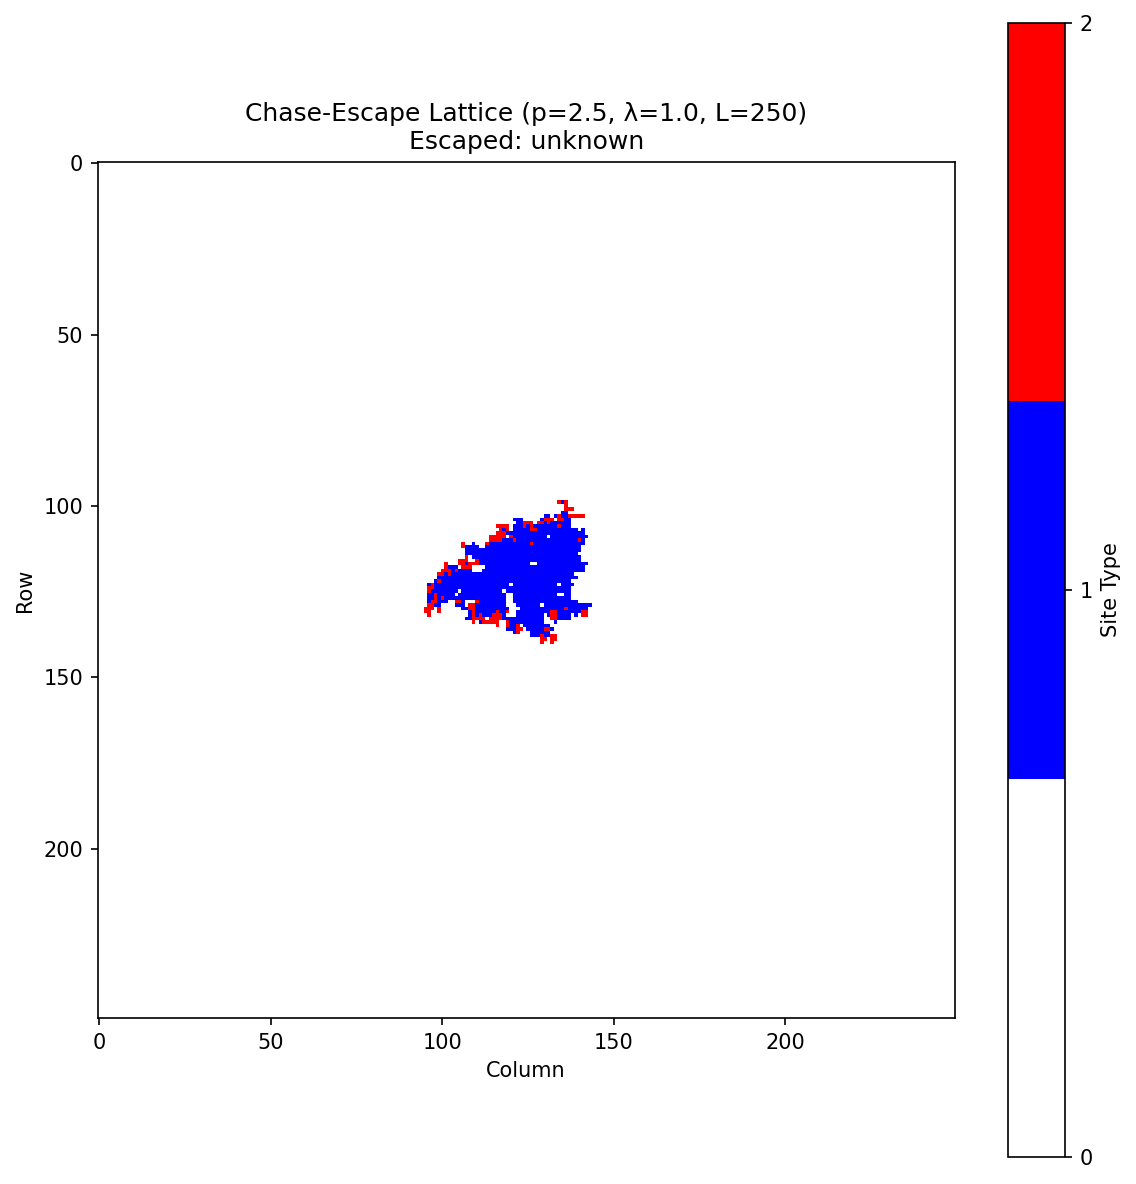 Chase-Escape Lattice (p=2.5, λ=1.0, L=250)
Escaped: unknown
0
50
100
150
200
Row
0
50
100
150
200
Column
2
1
0
Site Type